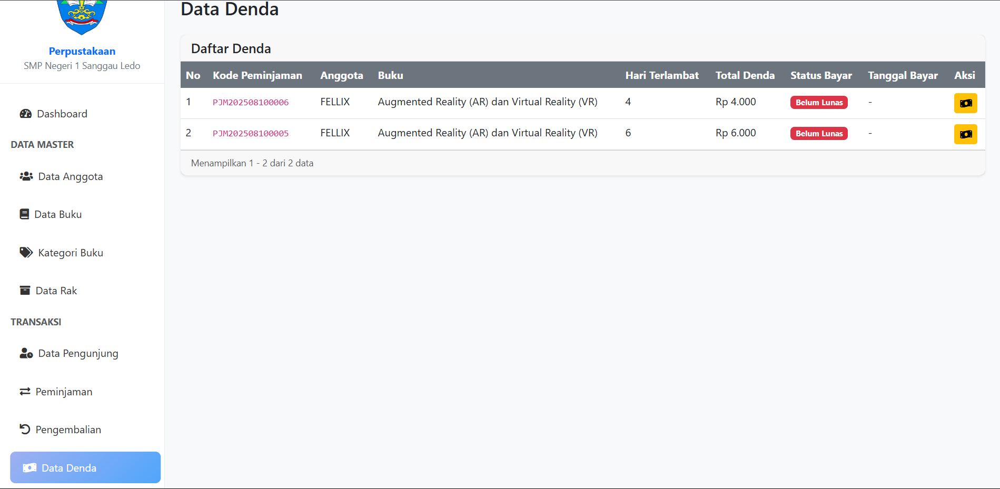 Data Denda
Perpustakaan
SMP Negeri 1 Sanggau Ledo
Dashboard
DATA MASTER
Data Anggota
Data Buku
Kategori Buku
Data Rak
TRANSAKSI
Data Pengunjung
Peminjaman
Pengembalian
Data Denda
Daftar Denda
No Kode Peminjaman Anggota Buku Hari Terlambat Total Denda Status Bayar Tanggal Bayar Aksi
1 PJM202508100006 FELLIX Augmented Reality (AR) dan Virtual Reality (VR) 4 Rp 4.000 Belum Lunas -
2 PJM202508100005 FELLIX Augmented Reality (AR) dan Virtual Reality (VR) 6 Rp 6.000 Belum Lunas -
Menampilkan 1 - 2 dari 2 data